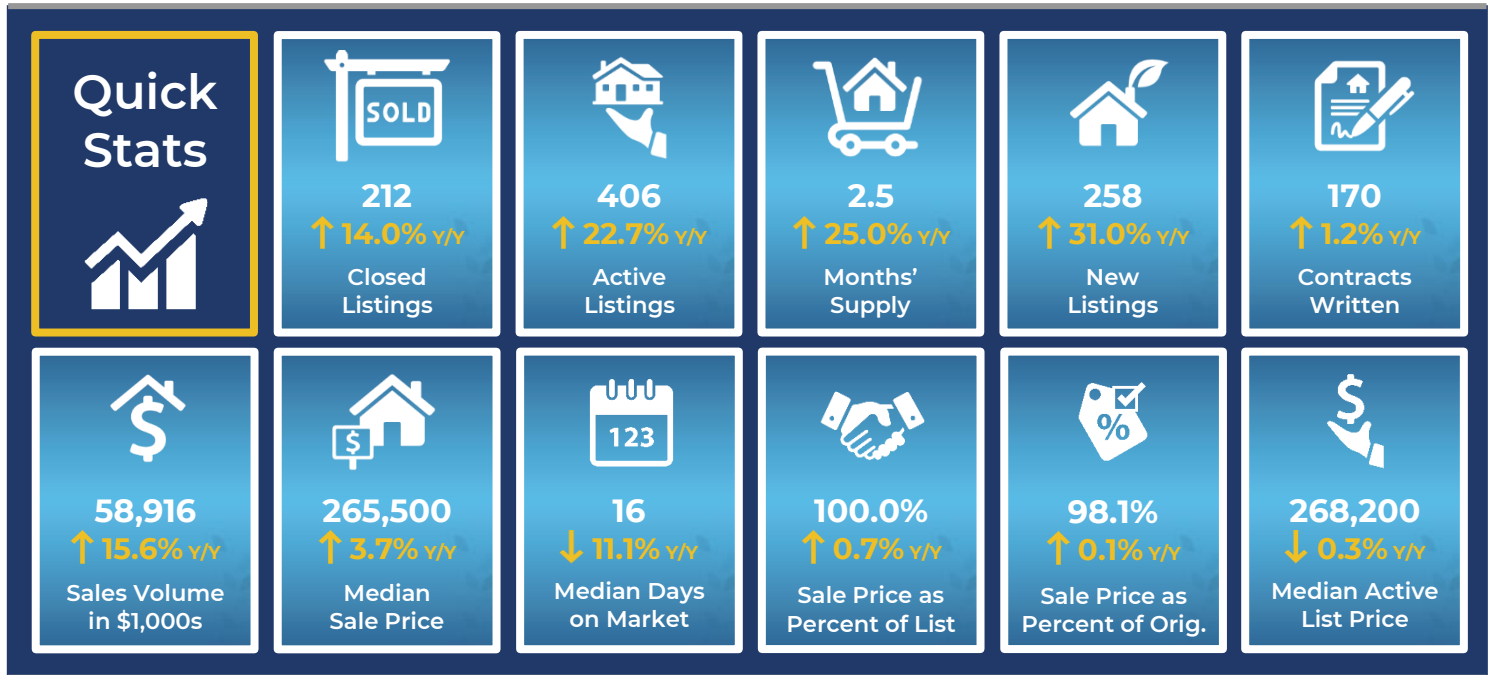 Quick
Stats
SOLD
212
↑ 14.0% Y/Y
Closed
Listings
406
↑ 22.7% Y/Y
Active
Listings
2.5
↑ 25.0% Y/Y
Months’
Supply
258
↑ 31.0% Y/Y
New
Listings
170
↑ 1.2% Y/Y
Contracts
Written
$
58,916
↑ 15.6% Y/Y
Sales Volume
in $1,000s
$
265,500
↑ 3.7% Y/Y
Median
Sale Price
123
16
↓ 11.1% Y/Y
Median Days
on Market
100.0%
↑ 0.7% Y/Y
Sale Price as
Percent of List
%
98.1%
↑ 0.1% Y/Y
Sale Price as
Percent of Orig.
$
268,200
↓ 0.3% Y/Y
Median Active
List Price